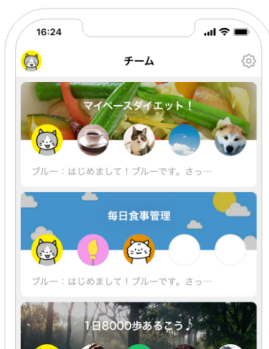 16:24
チーム
マイペースダイエット！
ブルー：はじめまして！ブルーです。さっ…
毎日食事管理
ブルー：はじめまして！ブルーです。さっ…
1日8000歩あるこう♪